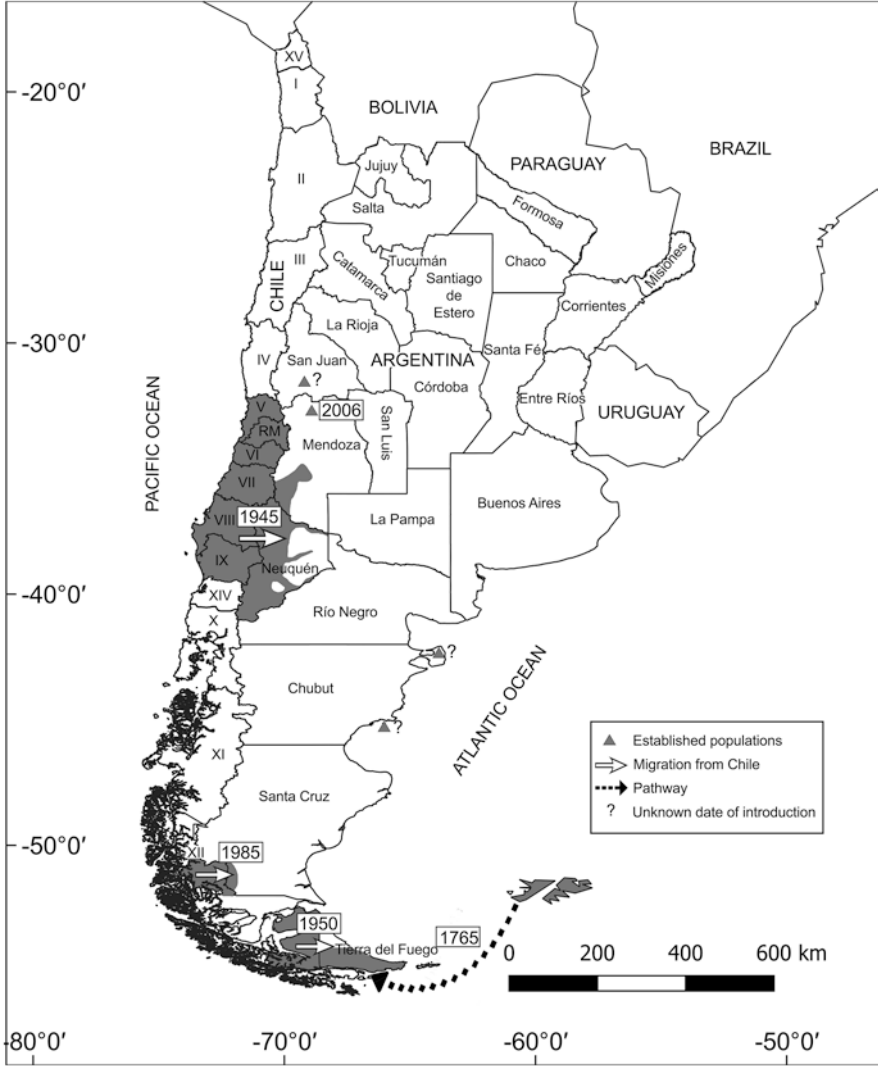 XV
-20°0′
I
BOLIVIA
BRAZIL
PARAGUAY
Jujuy
II
Salta
Formosa
Misiones
III
CHILE
Catamarca
Tucumán
Santiago
de
Estero
Chaco
Corrientes
La Rioja
-30°0′
IV
San Juan
?
ARGENTINA
Santa Fé
Córdoba
Entre Ríos
URUGUAY
PACIFIC OCEAN
V
2006
RM
Mendoza
San Luis
VI
VII
Buenos Aires
La Pampa
VIII
1945
IX
Neuquén
-40°0′
XIV
X
Río Negro
?
Chubut
?
ATLANTIC OCEAN
XI
Santa Cruz
Established populations
Migration from Chile
Pathway
? Unknown date of introduction
-50°0′
XII
1985
1950
Tierra del Fuego
1765
0 200 400 600 km
-80°0′ -70°0′ -60°0′ -50°0′